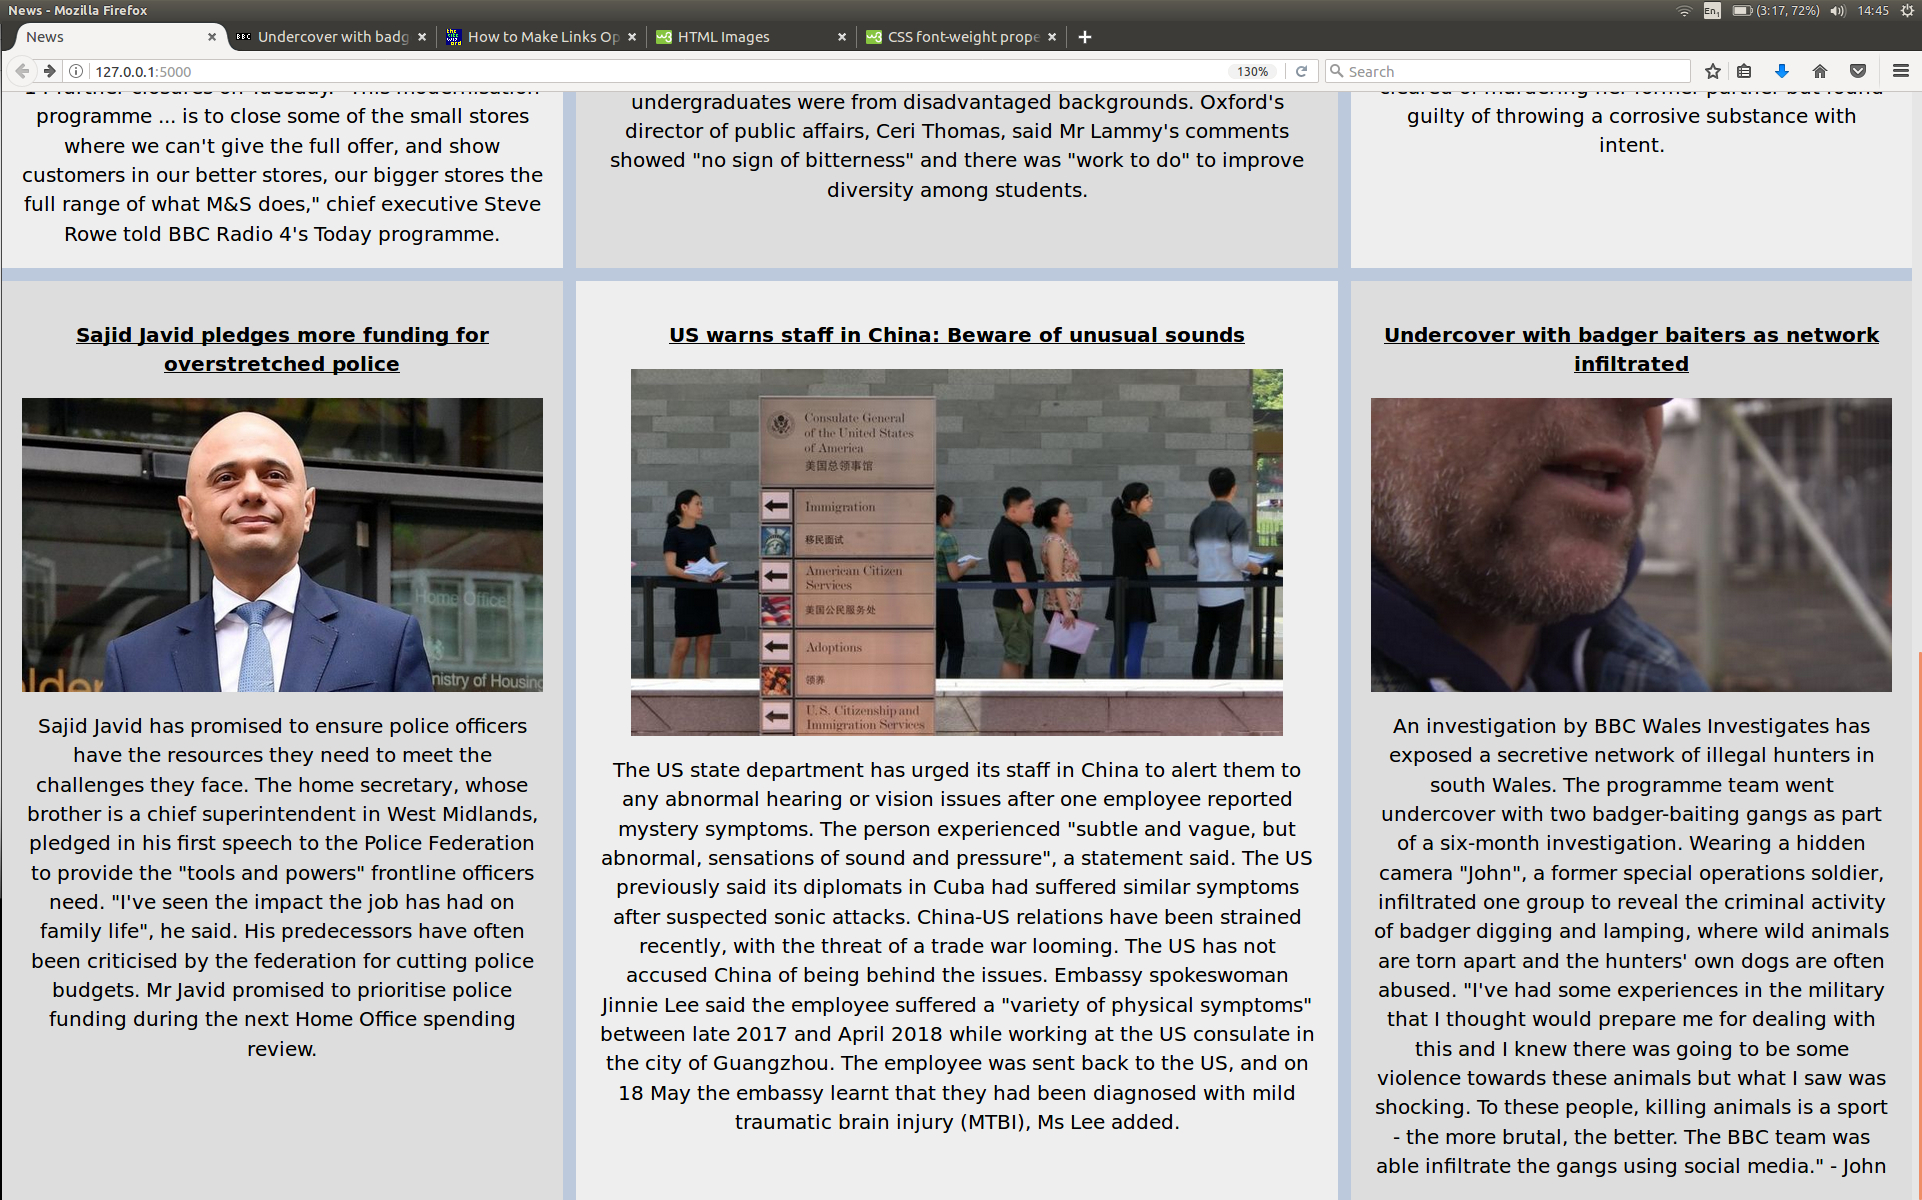 News - Mozilla Firefox
En1
(3:17, 72%)
14:45
News
BBC
Undercover with badg
How to Make Links Op
HTML Images
CSS font-weight prope
127.0.0.1:5000
130%
Search
14 further closures on Tuesday. "This modernisation
programme ... is to close some of the small stores
where we can't give the full offer, and show
customers in our better stores, our bigger stores the
full range of what M&S does," chief executive Steve
Rowe told BBC Radio 4's Today programme.
undergraduates were from disadvantaged backgrounds. Oxford's
director of public affairs, Ceri Thomas, said Mr Lammy's comments
showed "no sign of bitterness" and there was "work to do" to improve
diversity among students.
cleared of murdering her former partner but found
guilty of throwing a corrosive substance with
intent.
Sajid Javid pledges more funding for
overstretched police
Home Office
lder
nistry of Housing
Sajid Javid has promised to ensure police officers
have the resources they need to meet the
challenges they face. The home secretary, whose
brother is a chief superintendent in West Midlands,
pledged in his first speech to the Police Federation
to provide the "tools and powers" frontline officers
need. "I've seen the impact the job has had on
family life", he said. His predecessors have often
been criticised by the federation for cutting police
budgets. Mr Javid promised to prioritise police
funding during the next Home Office spending
review.
US warns staff in China: Beware of unusual sounds
Consulate General
of the United States
of America
美国总领事馆
Immigration
移民面试
American Citizen
Services
美国公民服务处
Adoptions
领养
U.S. Citizenship and
Immigration Services
The US state department has urged its staff in China to alert them to
any abnormal hearing or vision issues after one employee reported
mystery symptoms. The person experienced "subtle and vague, but
abnormal, sensations of sound and pressure", a statement said. The US
previously said its diplomats in Cuba had suffered similar symptoms
after suspected sonic attacks. China-US relations have been strained
recently, with the threat of a trade war looming. The US has not
accused China of being behind the issues. Embassy spokeswoman
Jinnie Lee said the employee suffered a "variety of physical symptoms"
between late 2017 and April 2018 while working at the US consulate in
the city of Guangzhou. The employee was sent back to the US, and on
18 May the embassy learnt that they had been diagnosed with mild
traumatic brain injury (MTBI), Ms Lee added.
Undercover with badger baiters as network
infiltrated
An investigation by BBC Wales Investigates has
exposed a secretive network of illegal hunters in
south Wales. The programme team went
undercover with two badger-baiting gangs as part
of a six-month investigation. Wearing a hidden
camera "John", a former special operations soldier,
infiltrated one group to reveal the criminal activity
of badger digging and lamping, where wild animals
are torn apart and the hunters' own dogs are often
abused. "I've had some experiences in the military
that I thought would prepare me for dealing with
this and I knew there was going to be some
violence towards these animals but what I saw was
shocking. To these people, killing animals is a sport
- the more brutal, the better. The BBC team was
able infiltrate the gangs using social media." - John